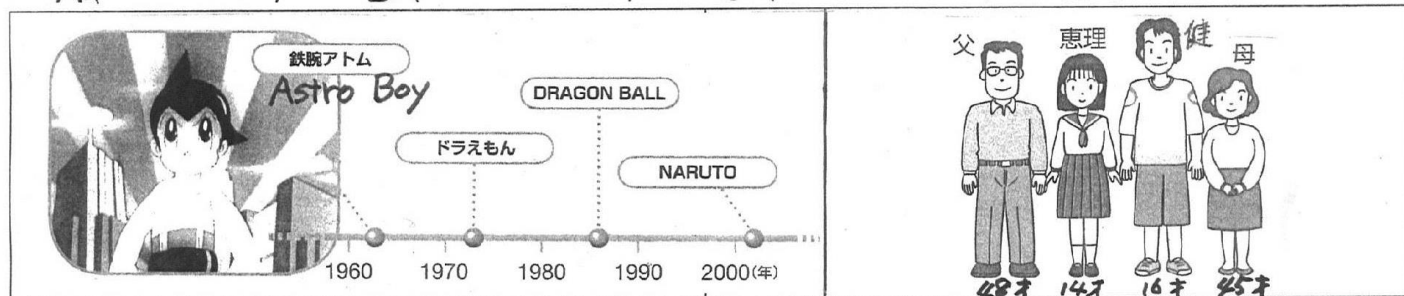 鉄腕アトム
Astro Boy
DRAGON BALL
ドラえもん
NARUTO
1960 1970 1980 1990 2000(年)
父 恵理 健 母
48才 14才 16才 45才